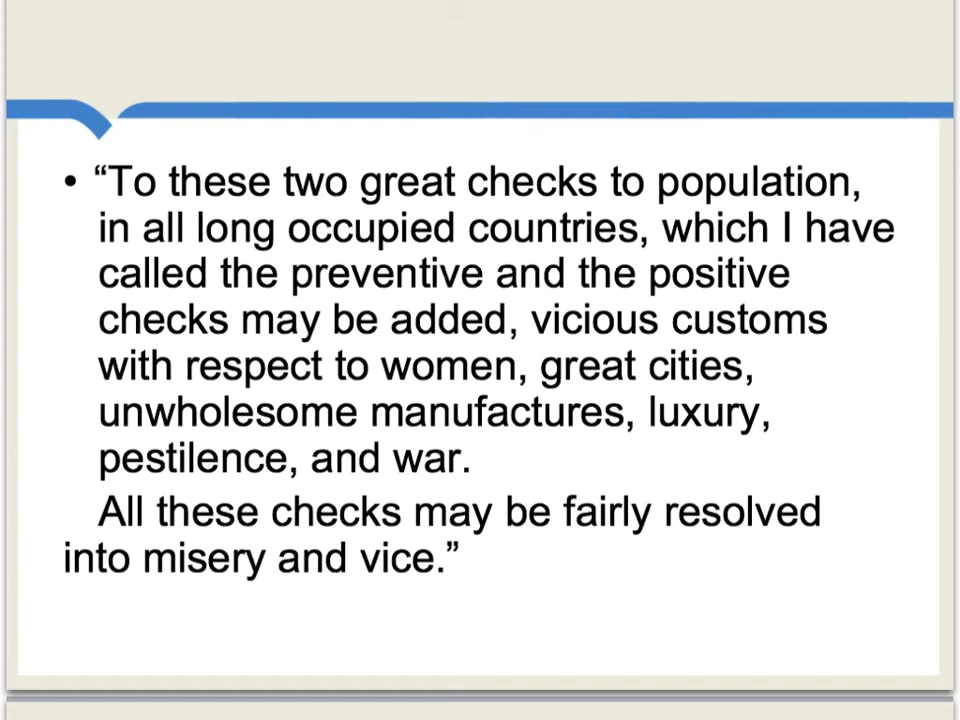 • “To these two great checks to population,
in all long occupied countries, which I have
called the preventive and the positive
checks may be added, vicious customs
with respect to women, great cities,
unwholesome manufactures, luxury,
pestilence, and war.
All these checks may be fairly resolved
into misery and vice.”